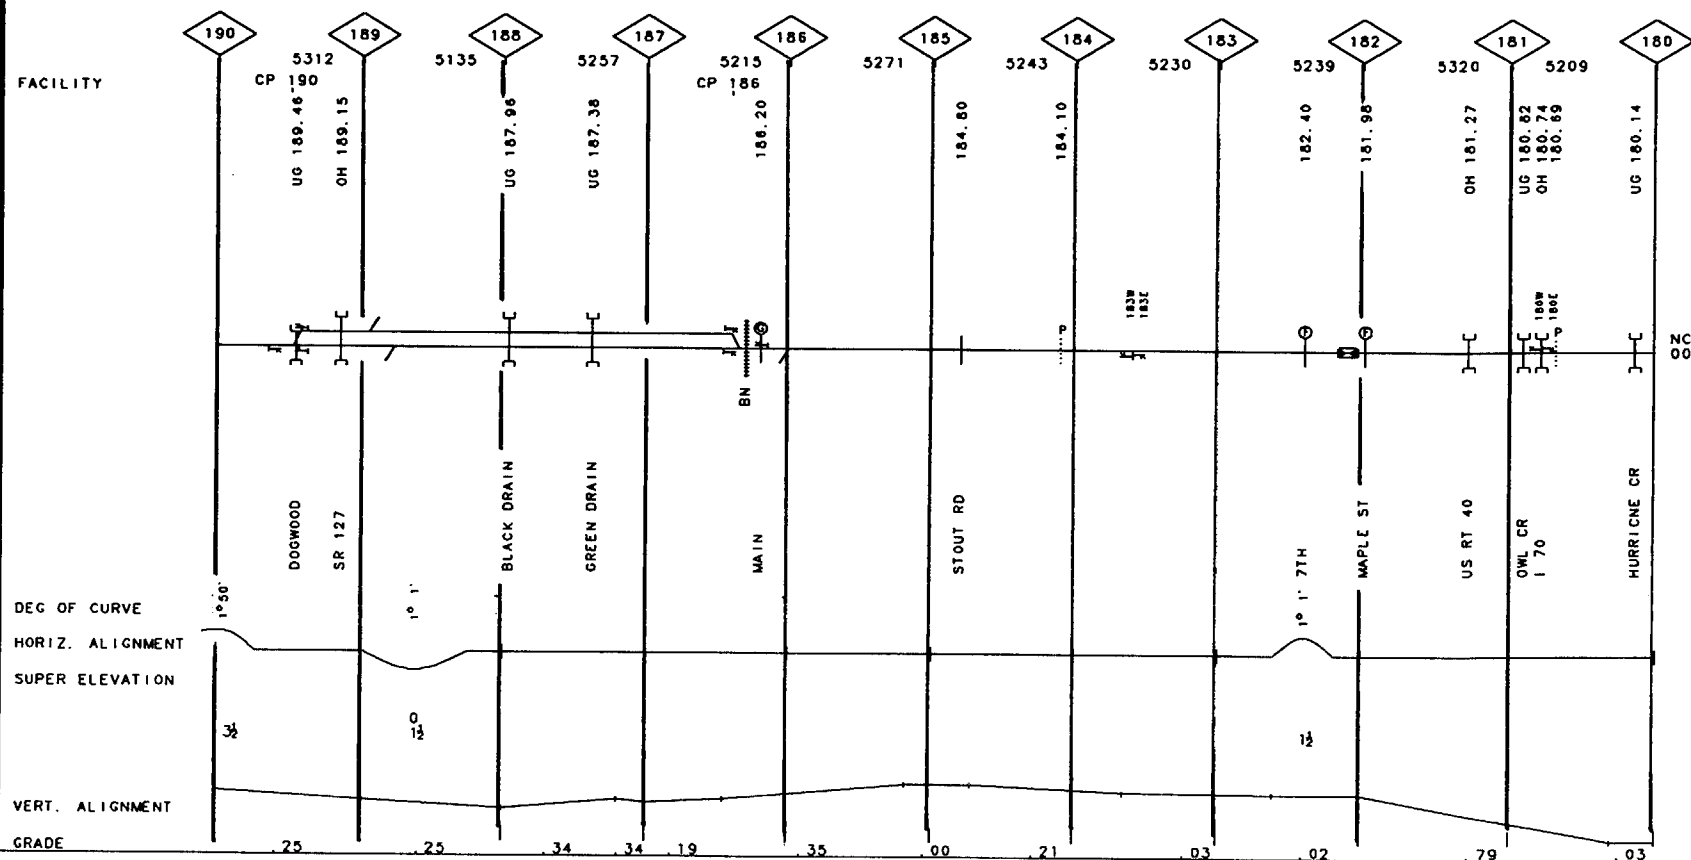 190 189 188 187 186 185 184 183 182 181 180
5312 5135 5257 5215 5271 5243 5230 5239 5320 5209
FACILITY
CP 190
CP 186
UG 189.46
OH 189.15
UG 187.96
UG 187.38
186.20
184.80
184.10
182.40
181.98
OH 181.27
UG 180.82
OH 180.74
180.69
UG 180.14
183W
183E
180W
180E
G
P
F
F
P
NC
00
BN
DOGWOOD
SR 127
BLACK DRAIN
GREEN DRAIN
MAIN
STOUT RD
7TH
MAPLE ST
US RT 40
OWL CR
I 70
HURRICNE CR
DEG OF CURVE
1°50'
1° 1'
1° 1'
HORIZ. ALIGNMENT
SUPER ELEVATION
3½
0
1½
1½
VERT. ALIGNMENT
GRADE
.25 .25 .34 .34 .19 .35 .00 .21 .03 .02 .79 .03